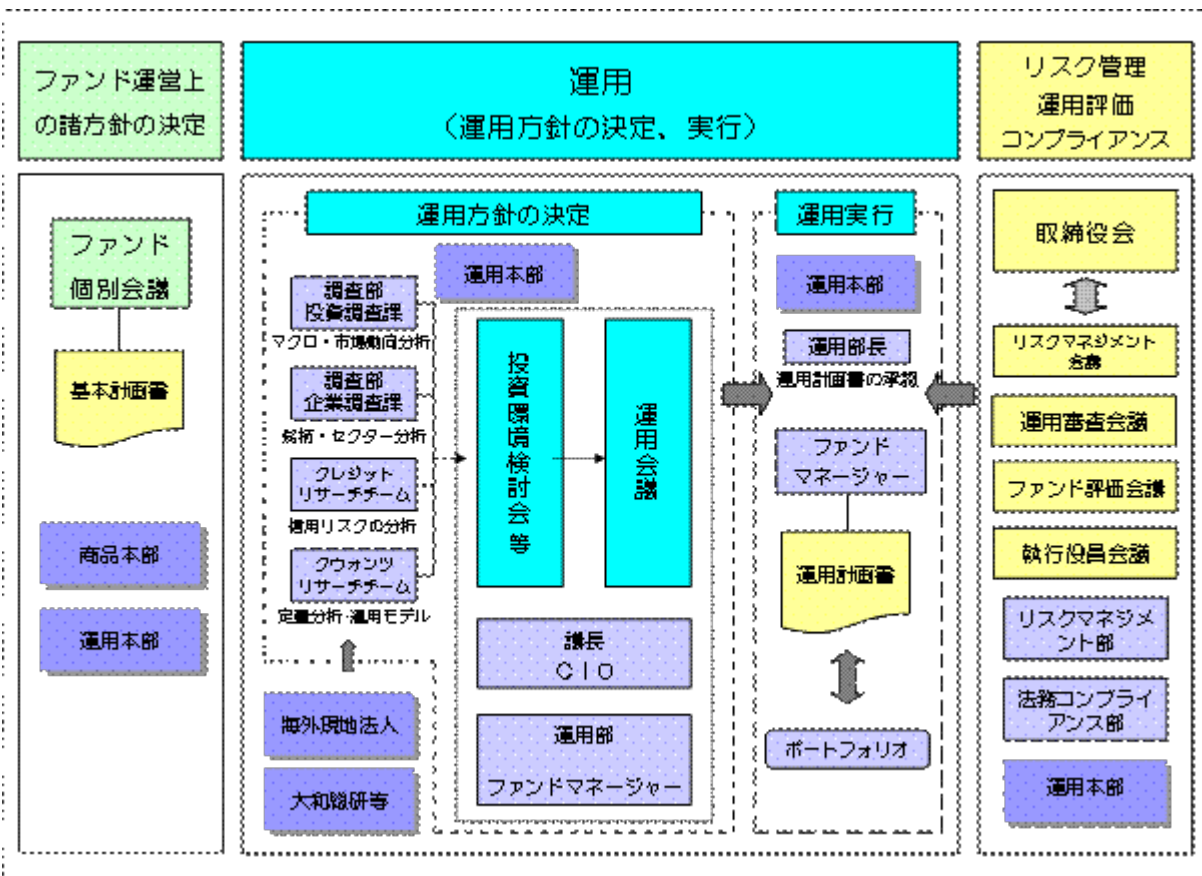 ファンド運営上
の諸方針の決定
運用
（運用方針の決定、実行）
リスク管理
運用評価
コンプライアンス
ファンド
個別会議
基本計画書
商品本部
運用本部
運用方針の決定
運用本部
調査部
投資調査課
マクロ・市場動向分析
調査部
企業調査課
銘柄・セクター分析
クレジット
リサーチチーム
信用リスクの分析
クウォンツ
リサーチチーム
定量分析・運用モデル
海外現地法人
大和総研等
投資環境検討会 等
運用会議
議長
CIO
運用部
ファンドマネージャー
運用実行
運用本部
運用部長
運用計画書の承認
ファンド
マネージャー
運用計画書
ポートフォリオ
取締役会
リスクマネジメント
会議
運用審査会議
ファンド評価会議
執行役員会議
リスクマネジメ
ント部
法務コンプライ
アンス部
運用本部